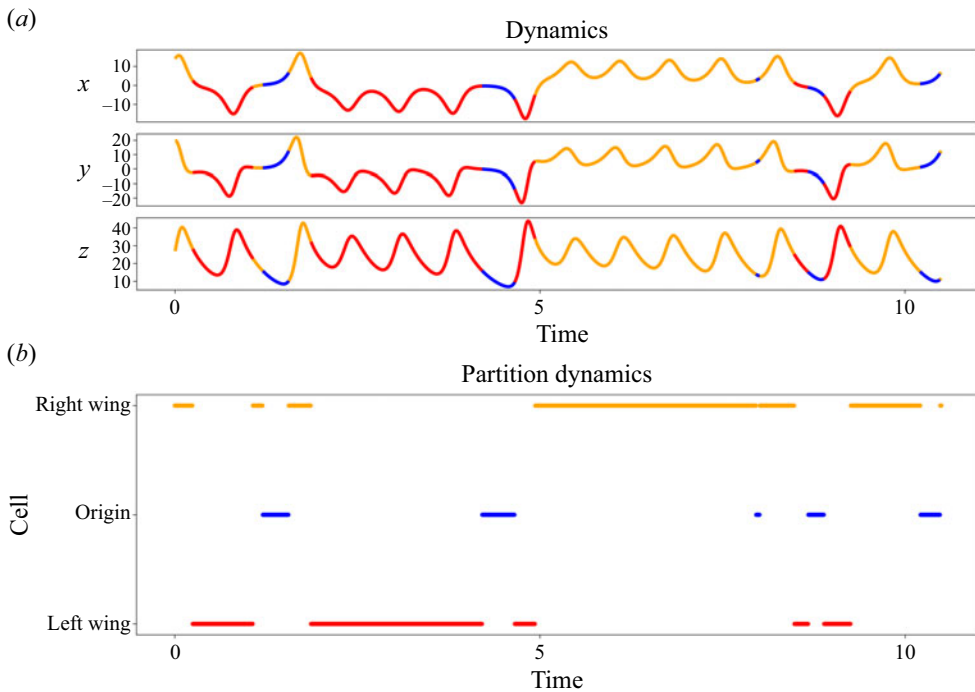 (a)
Dynamics
x
10
0
−10
y
20
10
0
−10
−20
z
40
30
20
10
0 5 10
Time
(b)
Partition dynamics
Cell
Right wing
Origin
Left wing
0 5 10
Time